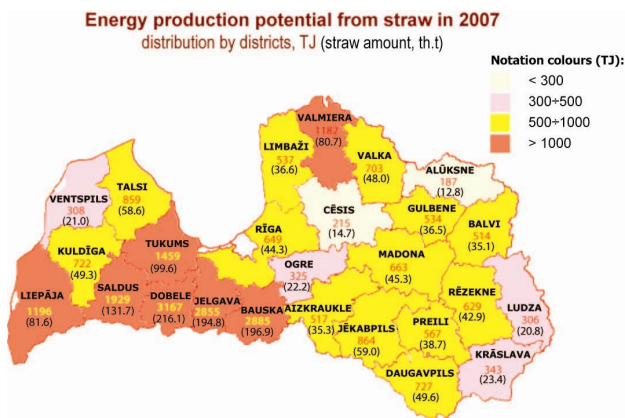 Energy production potential from straw in 2007
distribution by districts, TJ (straw amount, th.t)
Notation colours (TJ):
< 300
300÷500
500÷1000
> 1000
VALMIERA
1182
(80.7)
LIMBAŽI
537
(36.6)
VALKA
703
(48.0)
ALŪKSNE
187
(12.8)
TALSI
859
(58.6)
VENTSPILS
308
(21.0)
CĒSIS
215
(14.7)
GULBENE
534
(36.5)
BALVI
514
(35.1)
RĪGA
649
(44.3)
TUKUMS
1459
(99.6)
KULDĪGA
722
(49.3)
MADONA
663
(45.3)
OGRE
325
(22.2)
LIEPĀJA
1196
(81.6)
SALDUS
1929
(131.7)
DOBELE
3167
(216.1)
JELGAVA
2855
(194.8)
BAUSKA
2885
(196.9)
AIZKRAUKLE
517
(35.3)
JĒKABPILS
864
(59.0)
PREILI
567
(38.7)
RĒZEKNE
629
(42.9)
LUDZA
306
(20.8)
KRĀSLAVA
343
(23.4)
DAUGAVPILS
727
(49.6)